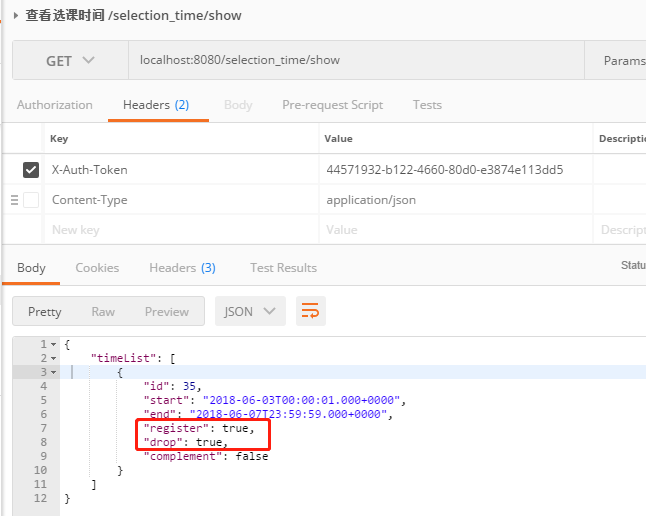 查看选课时间 /selection_time/show
GET localhost:8080/selection_time/show Params
Authorization Headers (2) Body Pre-request Script Tests
Key Value Descripti
X-Auth-Token 44571932-b122-4660-80d0-e3874e113dd5
Content-Type application/json
New key Value Descript
Body Cookies Headers (3) Test Results Statu
Pretty Raw Preview JSON
1 {
2 "timeList": [
3 {
4 "id": 35,
5 "start": "2018-06-03T00:00:01.000+0000",
6 "end": "2018-06-07T23:59:59.000+0000",
7 "register": true,
8 "drop": true,
9 "complement": false
10 }
11 ]
12 }